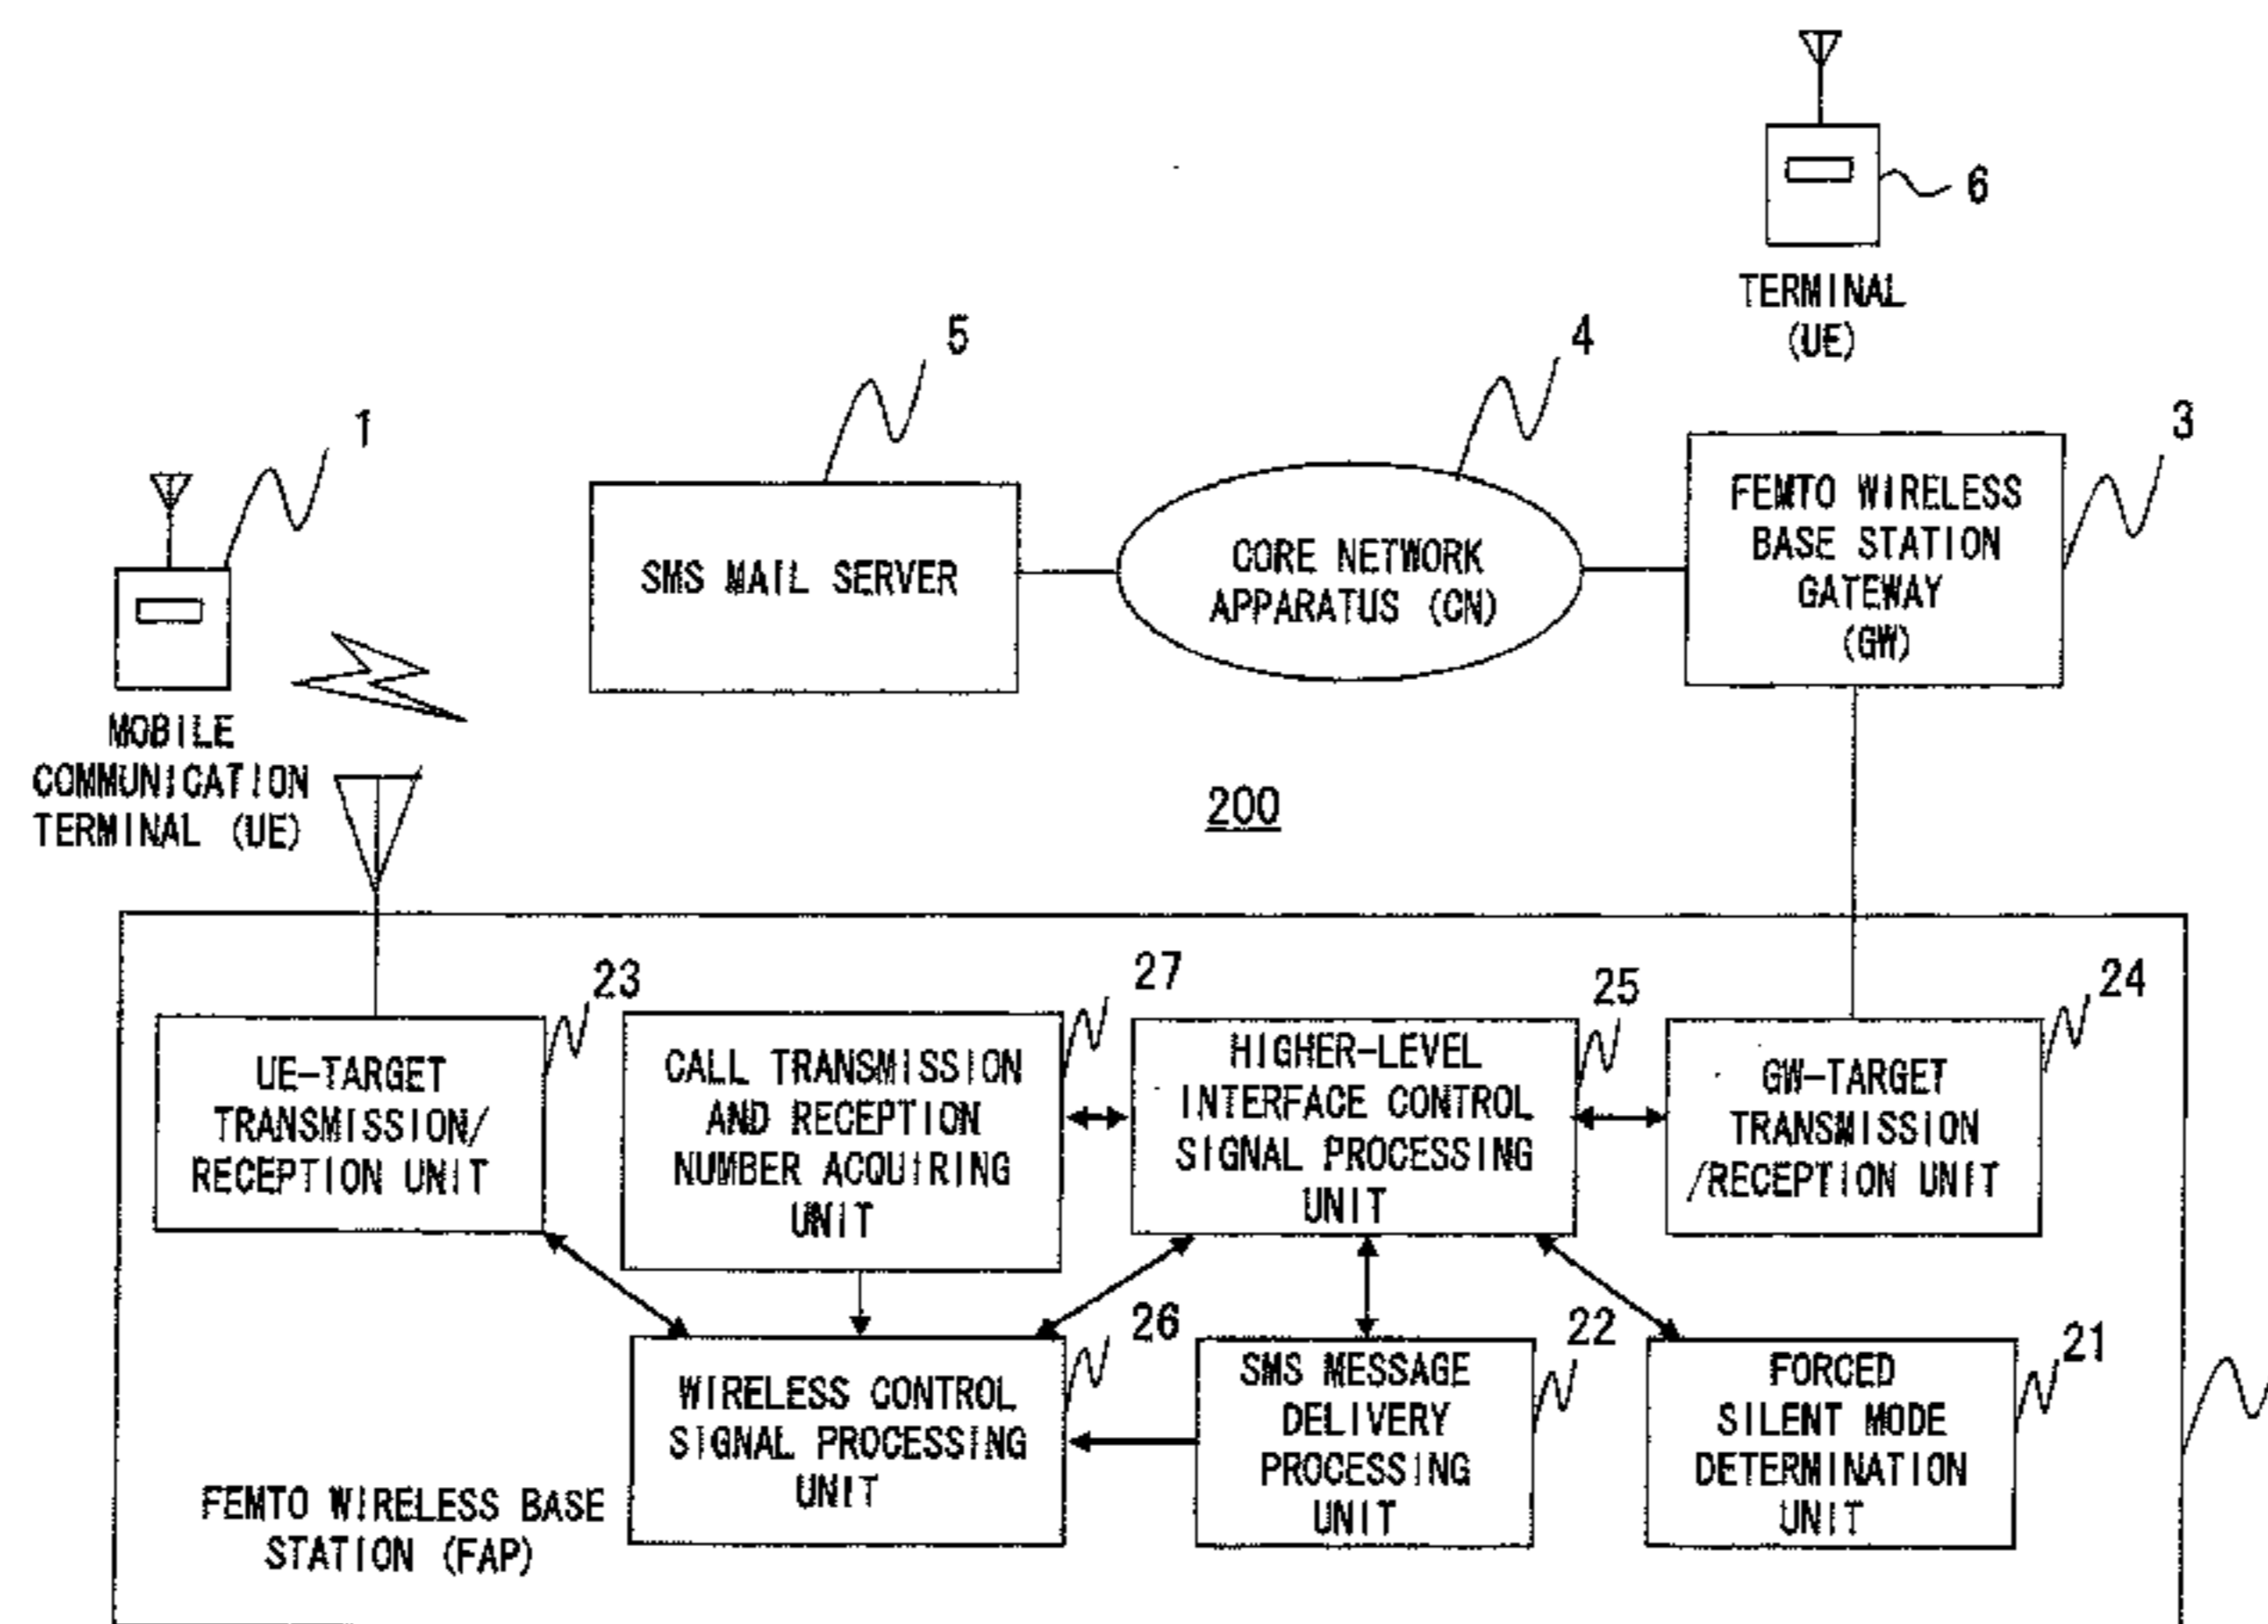 6
TERMINAL
(UE)
5
4
3
1
FEMTO WIRELESS
BASE STATION
GATEWAY
(GW)
SMS MAIL SERVER
CORE NETWORK
APPARATUS (CN)
MOBILE
COMMUNICATION
TERMINAL (UE)
200
23
27
25
24
UE-TARGET
TRANSMISSION/
RECEPTION UNIT
CALL TRANSMISSION
AND RECEPTION
NUMBER ACQUIRING
UNIT
HIGHER-LEVEL
INTERFACE CONTROL
SIGNAL PROCESSING
UNIT
GW-TARGET
TRANSMISSION
/RECEPTION UNIT
26
22
21
WIRELESS CONTROL
SIGNAL PROCESSING
UNIT
SMS MESSAGE
DELIVERY
PROCESSING
UNIT
FORCED
SILENT MODE
DETERMINATION
UNIT
FEMTO WIRELESS BASE
STATION (FAP)